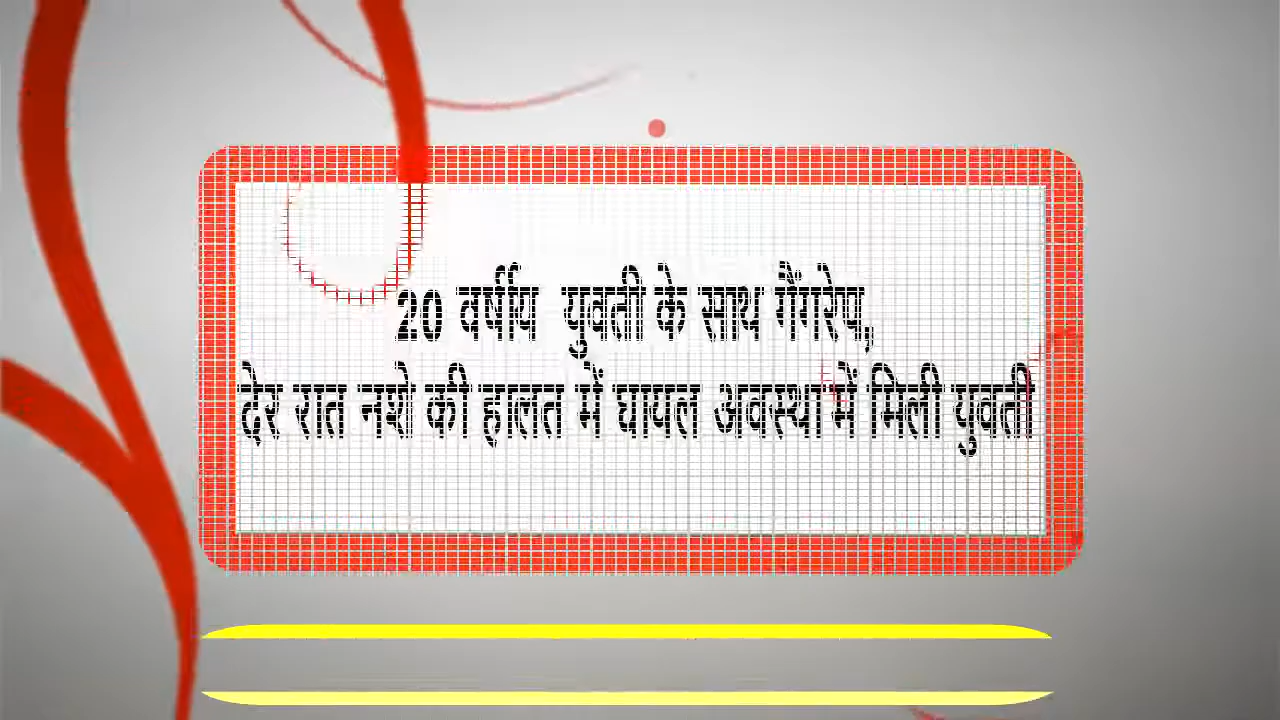 20 वर्षीय युवती के साथ गैंगरेप,
देर रात नशे की हालत में घायल अवस्था में मिली युवती